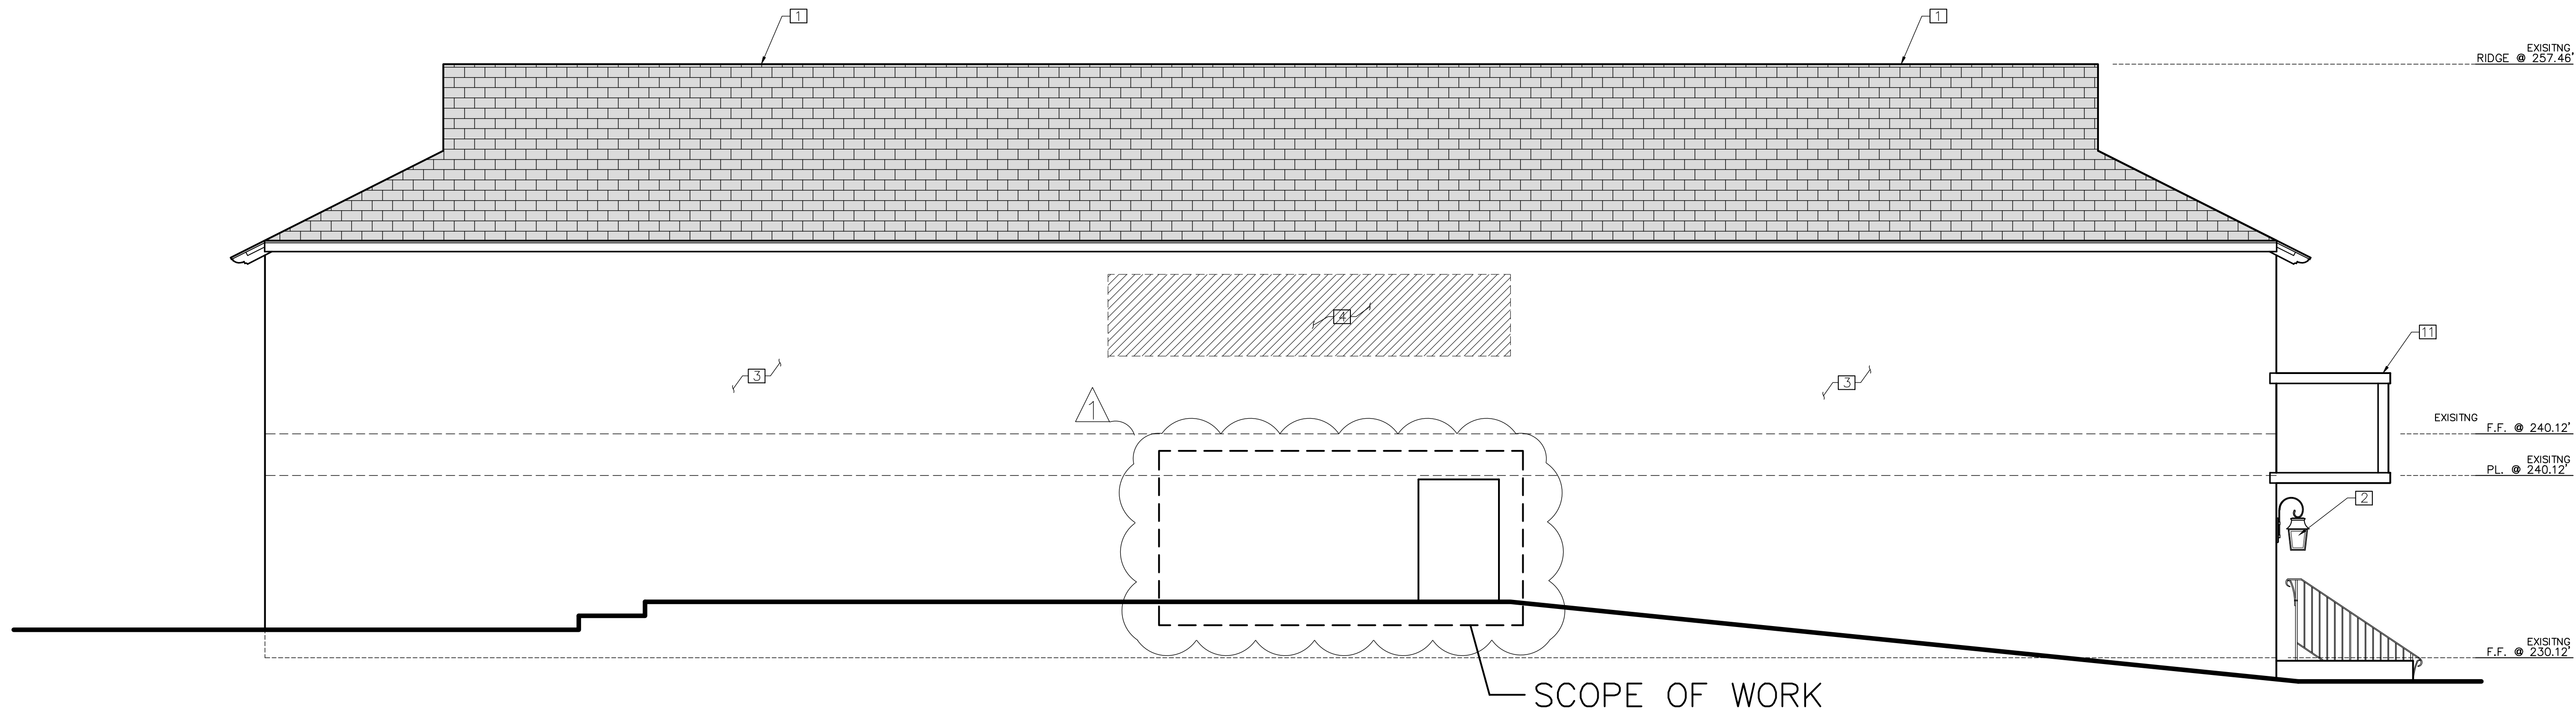 1
1
EXISITNG
RIDGE @ 257.46'
4
11
3
3
1
EXISITNG
F.F. @ 240.12'
EXISITNG
PL. @ 240.12'
2
EXISITNG
F.F. @ 230.12'
SCOPE OF WORK